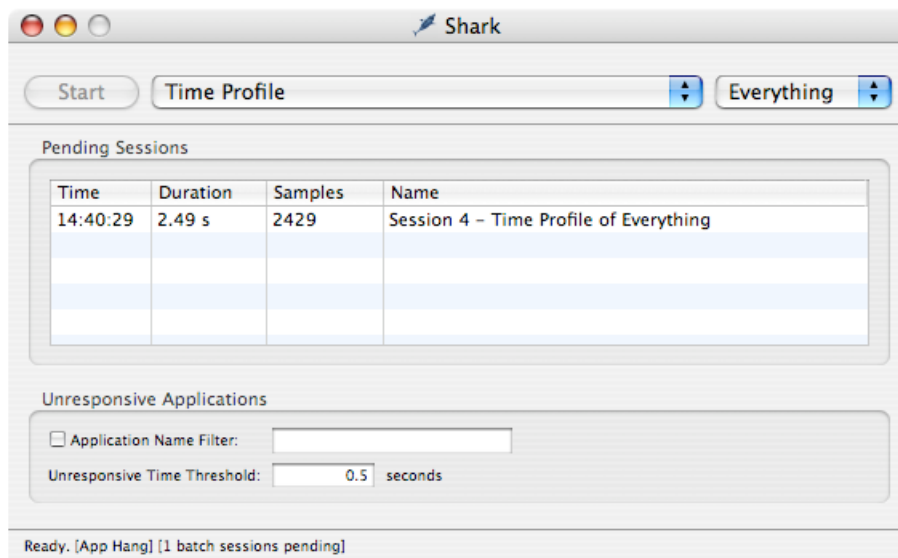 Shark
Start Time Profile Everything
Pending Sessions
Time Duration Samples Name
14:40:29 2.49 s 2429 Session 4 – Time Profile of Everything
Unresponsive Applications
Application Name Filter:
Unresponsive Time Threshold: 0.5 seconds
Ready. [App Hang] [1 batch sessions pending]